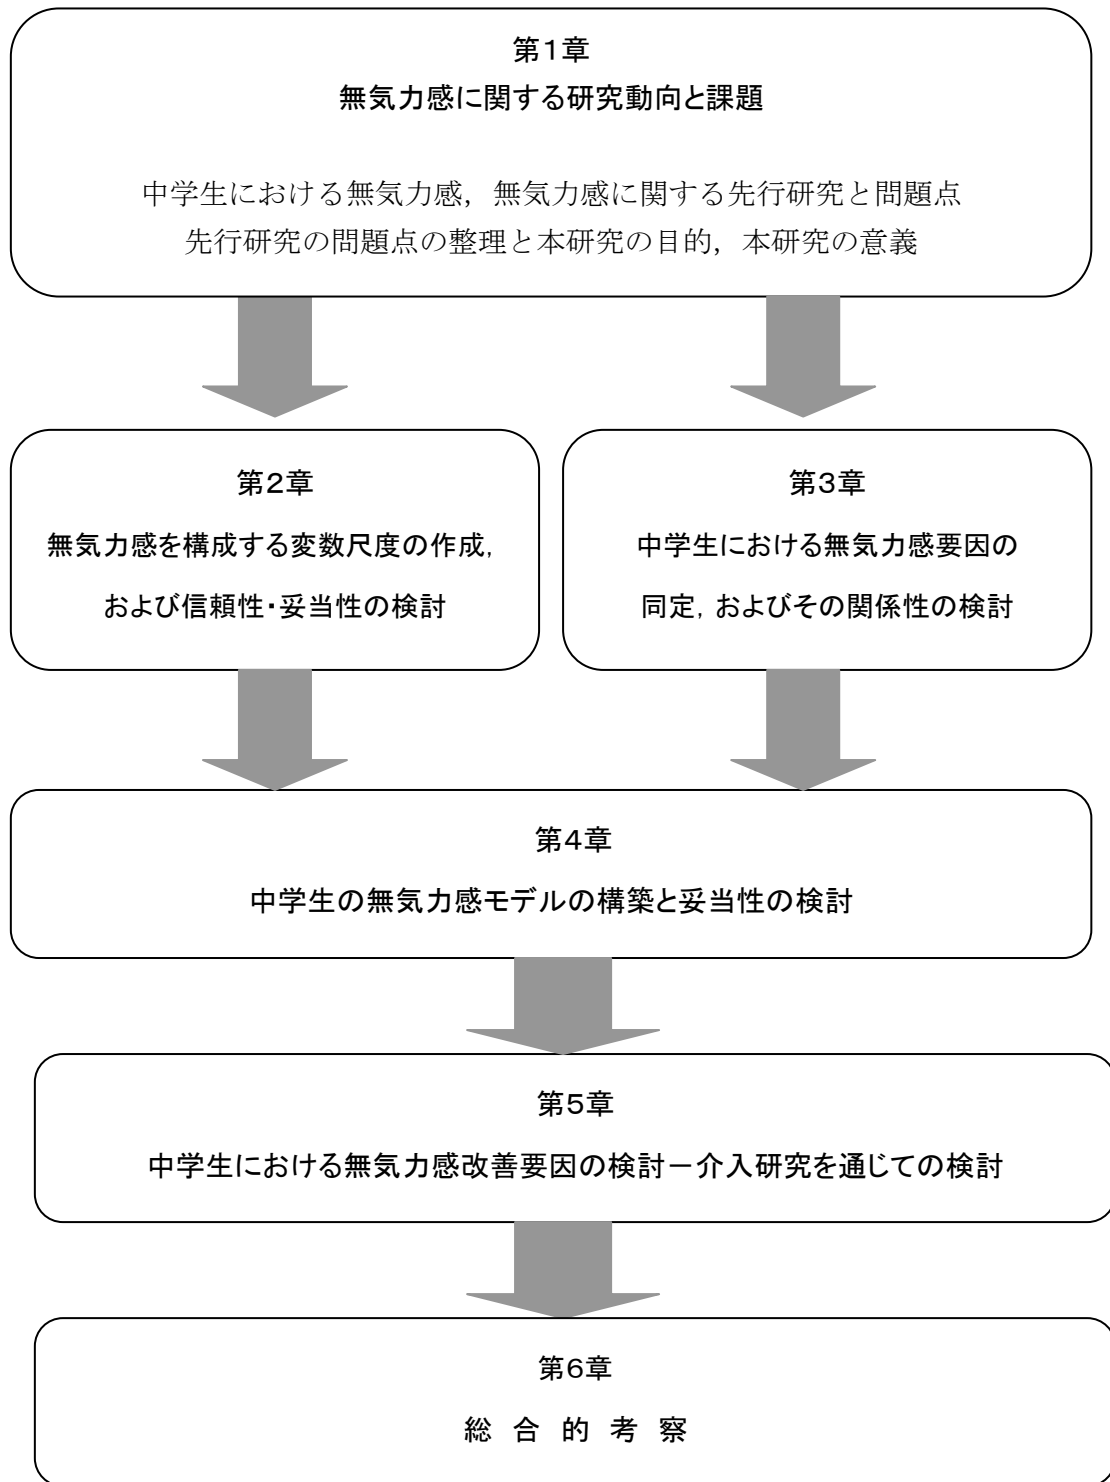 第1章
無気力感に関する研究動向と課題
中学生における無気力感，無気力感に関する先行研究と問題点
先行研究の問題点の整理と本研究の目的，本研究の意義
第2章
無気力感を構成する変数尺度の作成，
および信頼性・妥当性の検討
第3章
中学生における無気力感要因の
同定，およびその関係性の検討
第4章
中学生の無気力感モデルの構築と妥当性の検討
第5章
中学生における無気力感改善要因の検討－介入研究を通じての検討
第6章
総 合 的 考 察